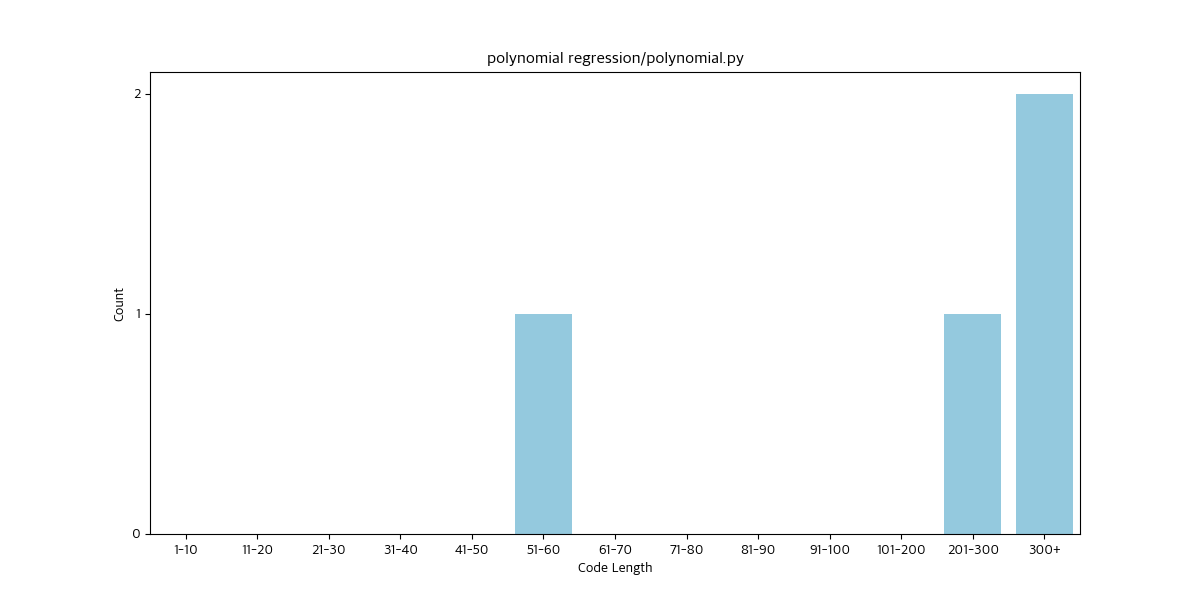 polynomial regression/polynomial.py
2
1
0
Count
1-10 11-20 21-30 31-40 41-50 51-60 61-70 71-80 81-90 91-100 101-200 201-300 300+
Code Length